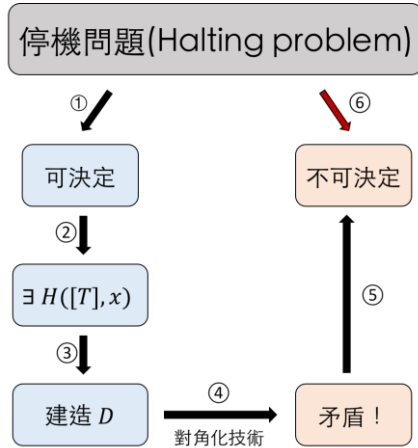 停機問題(Halting problem)
①
⑥
可決定
不可決定
②
∃ H([T], x)
⑤
③
④
建造 D
對角化技術
矛盾！